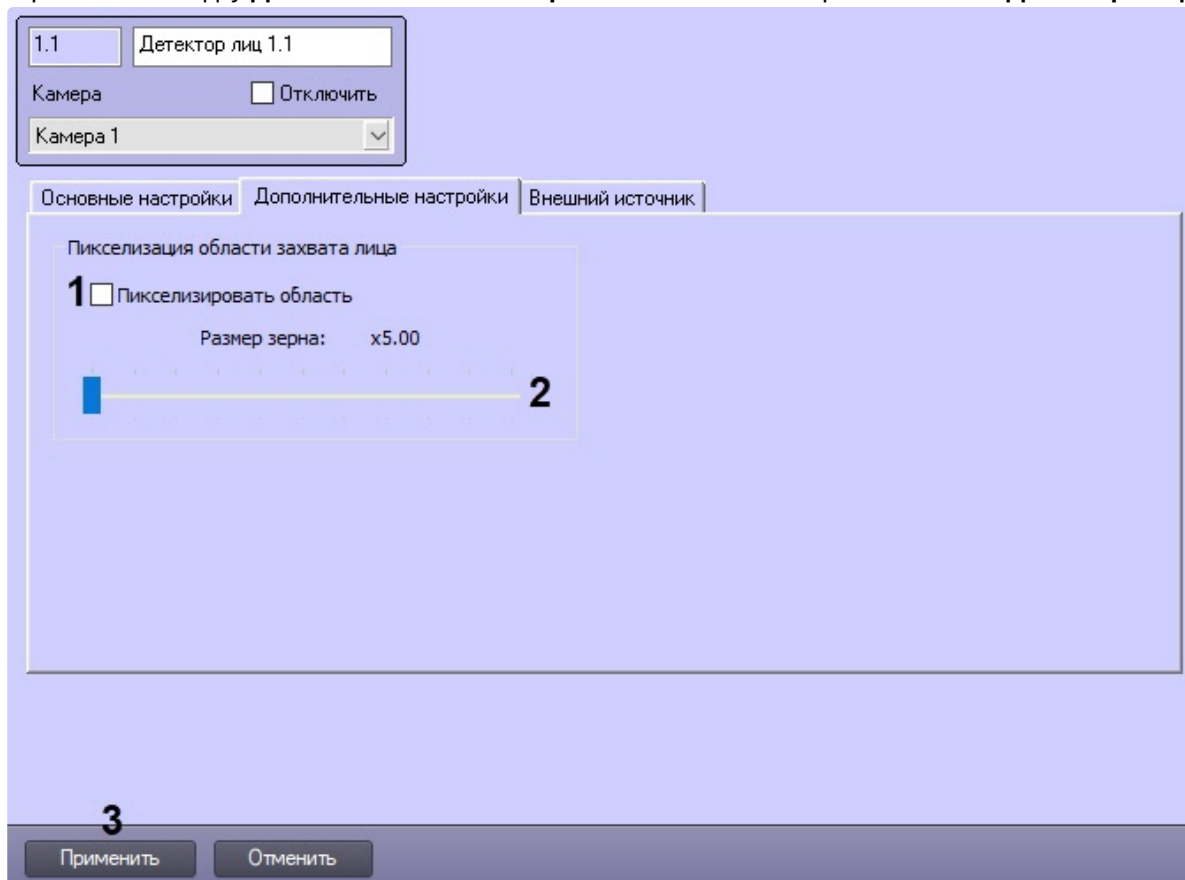 1.1 Детектор лиц 1.1
Камера Отключить
Камера 1
Основные настройки Дополнительные настройки Внешний источник
Пикселизация области захвата лица
1 Пикселизировать область
Размер зерна: x5.00
2
3
Применить Отменить